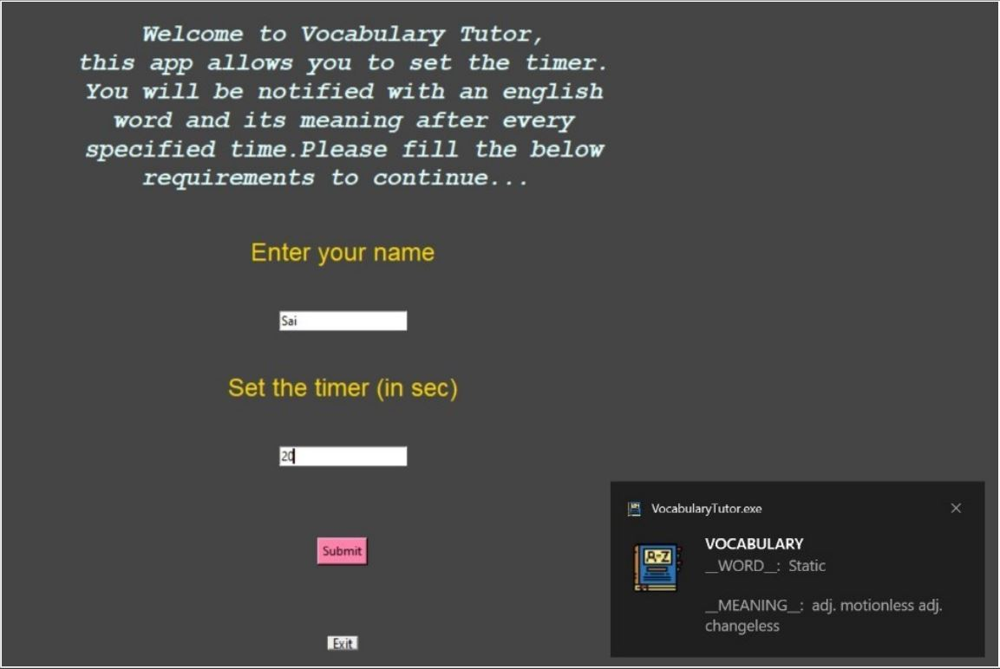 Welcome to Vocabulary Tutor,
this app allows you to set the timer.
You will be notified with an english
word and its meaning after every
specified time.Please fill the below
requirements to continue...
Enter your name
Sai
Set the timer (in sec)
20
Submit
Exit
VocabularyTutor.exe
A-Z
VOCABULARY
__WORD__: Static
__MEANING__: adj. motionless adj.
changeless